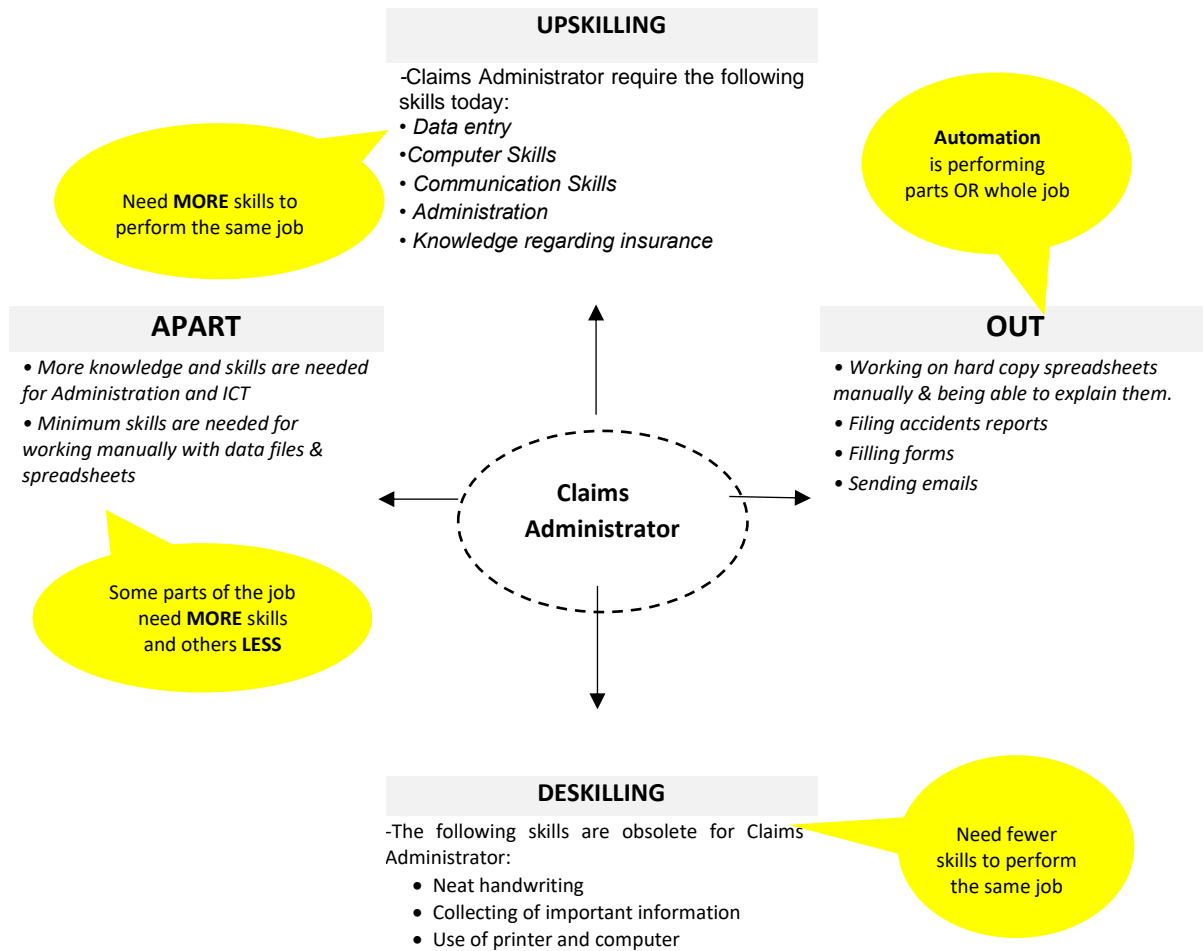 UPSKILLING
-Claims Administrator require the following
skills today:
• Data entry
•Computer Skills
• Communication Skills
• Administration
• Knowledge regarding insurance
Need MORE skills to
perform the same job
Automation
is performing
parts OR whole job
APART
• More knowledge and skills are needed
for Administration and ICT
• Minimum skills are needed for
working manually with data files &
spreadsheets
OUT
• Working on hard copy spreadsheets
manually & being able to explain them.
• Filing accidents reports
• Filling forms
• Sending emails
Claims
Administrator
Some parts of the job
need MORE skills
and others LESS
DESKILLING
-The following skills are obsolete for Claims
Administrator:
• Neat handwriting
• Collecting of important information
• Use of printer and computer
Need fewer
skills to perform
the same job